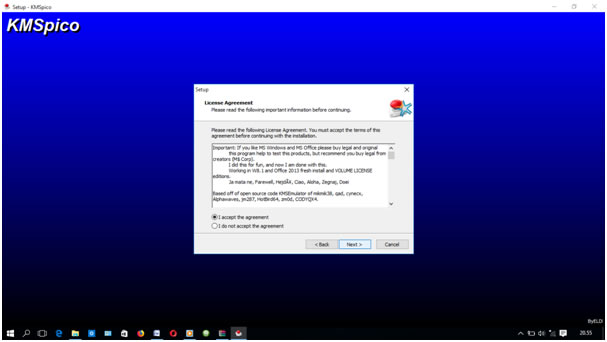 Setup - KMSpico
KMSpico
Setup
License Agreement
Please read the following important information before continuing.
Please read the following License Agreement. You must accept the terms of this
agreement before continuing with the installation.
Important: If you like MS Windows and MS Office please buy legal and original
this program help to test this products, but recommend you buy legal from
creators (M$ Corp).
I did this for fun, and now I am done with this.
Working in W8.1 and Office 2013 fresh install and VOLUME LICENSE
editions.
Ja mata ne, Farewell, Ciao, Aloha, Zegnaj, Doei
Based off of open source code KMSEmulator of mikmik38, qad, cynecx,
Alphawaves, jm287, HotBird64, zm0d, CODYQX4.
I accept the agreement
I do not accept the agreement
< Back
Next >
Cancel
ByELDI
20.55